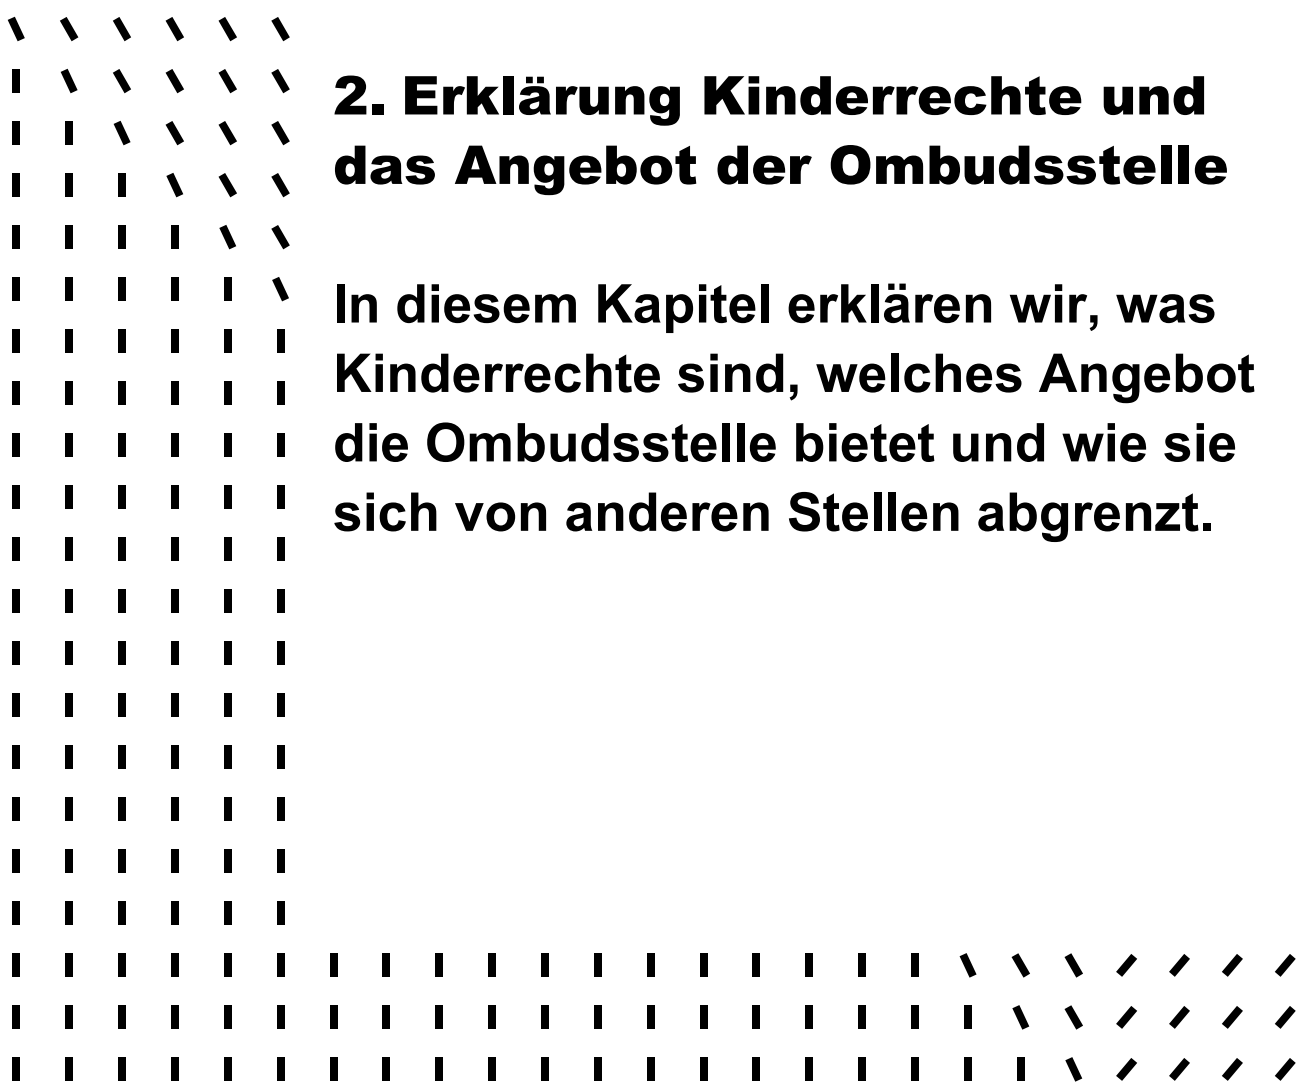 2. Erklärung Kinderrechte und
das Angebot der Ombudsstelle
In diesem Kapitel erklären wir, was
Kinderrechte sind, welches Angebot
die Ombudsstelle bietet und wie sie
sich von anderen Stellen abgrenzt.